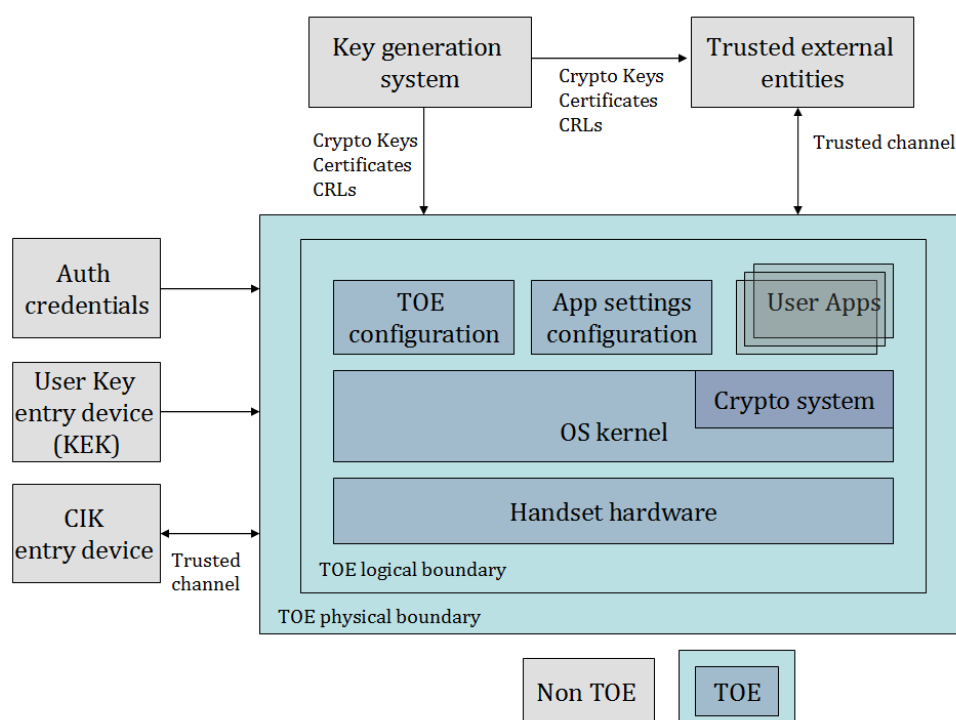 Key generation
system
Trusted external
entities
Crypto Keys
Certificates
CRLs
Crypto Keys
Certificates
CRLs
Trusted channel
Auth
credentials
TOE
configuration
App settings
configuration
User Apps
User Key
entry device
(KEK)
Crypto system
OS kernel
CIK
entry device
Trusted
channel
Handset hardware
TOE logical boundary
TOE physical boundary
Non TOE
TOE